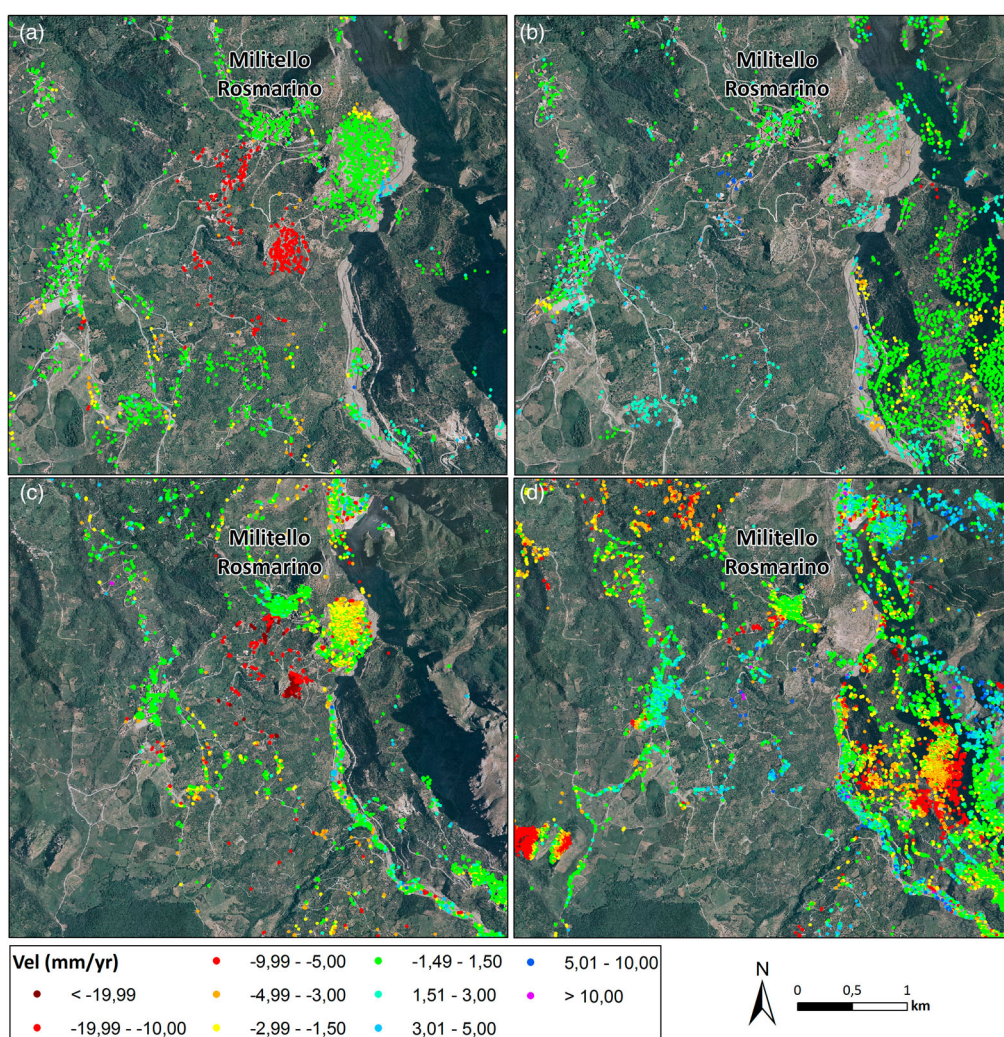 (a)
Militello
Rosmarino
(b)
Militello
Rosmarino
(c)
Militello
Rosmarino
(d)
Militello
Rosmarino
Vel (mm/yr)
< -19,99
-19,99 - -10,00
-9,99 - -5,00
-4,99 - -3,00
-2,99 - -1,50
-1,49 - 1,50
1,51 - 3,00
3,01 - 5,00
5,01 - 10,00
> 10,00
N
0 0,5 1
km